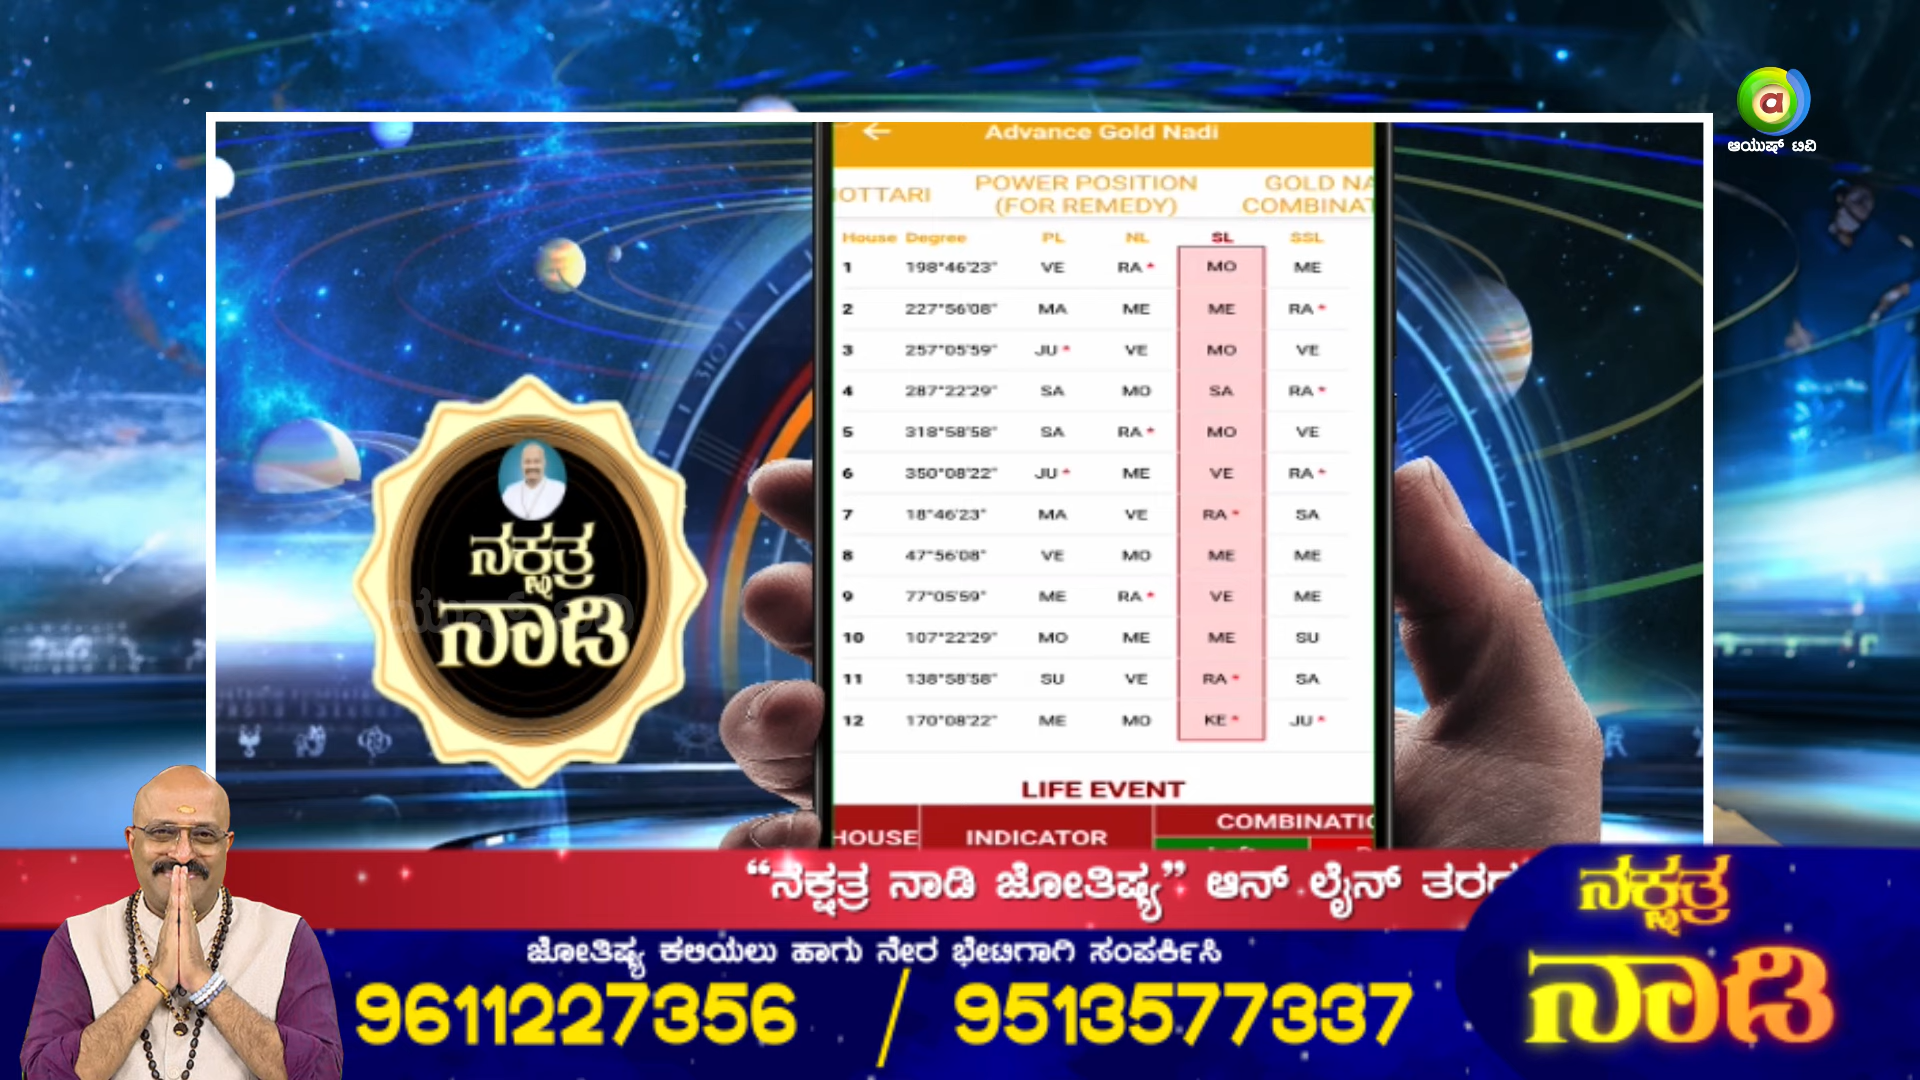 ಆಯುಷ್ ಟಿವಿ
Advance Gold Nadi
OTTARI POWER POSITION (FOR REMEDY) GOLD NA COMBINAT
House Degree PL NL SL SSL
1 198°46'23" VE RA* MO ME
2 227°56'08" MA ME ME RA*
3 257°05'59" JU* VE MO VE
4 287°22'29" SA MO SA RA*
5 318°58'58" SA RA* MO VE
6 350°08'22" JU* ME VE RA*
7 18°46'23" MA VE RA* SA
8 47°56'08" VE MO ME ME
9 77°05'59" ME RA* VE ME
10 107°22'29" MO ME ME SU
11 138°58'58" SU VE RA* SA
12 170°08'22" ME MO KE* JU*
LIFE EVENT
HOUSE INDICATOR COMBINATIO
ನಕ್ಷತ್ರ
ನಾಡಿ
“ನಕ್ಷತ್ರ ನಾಡಿ ಜೋತಿಷ್ಯ” ಆನ್ ಲೈನ್ ತರಗ
ಜೋತಿಷ್ಯ ಕಲಿಯಲು ಹಾಗು ನೇರ ಭೇಟಿಗಾಗಿ ಸಂಪರ್ಕಿಸಿ
9611227356 / 9513577337
ನಕ್ಷತ್ರ
ನಾಡಿ